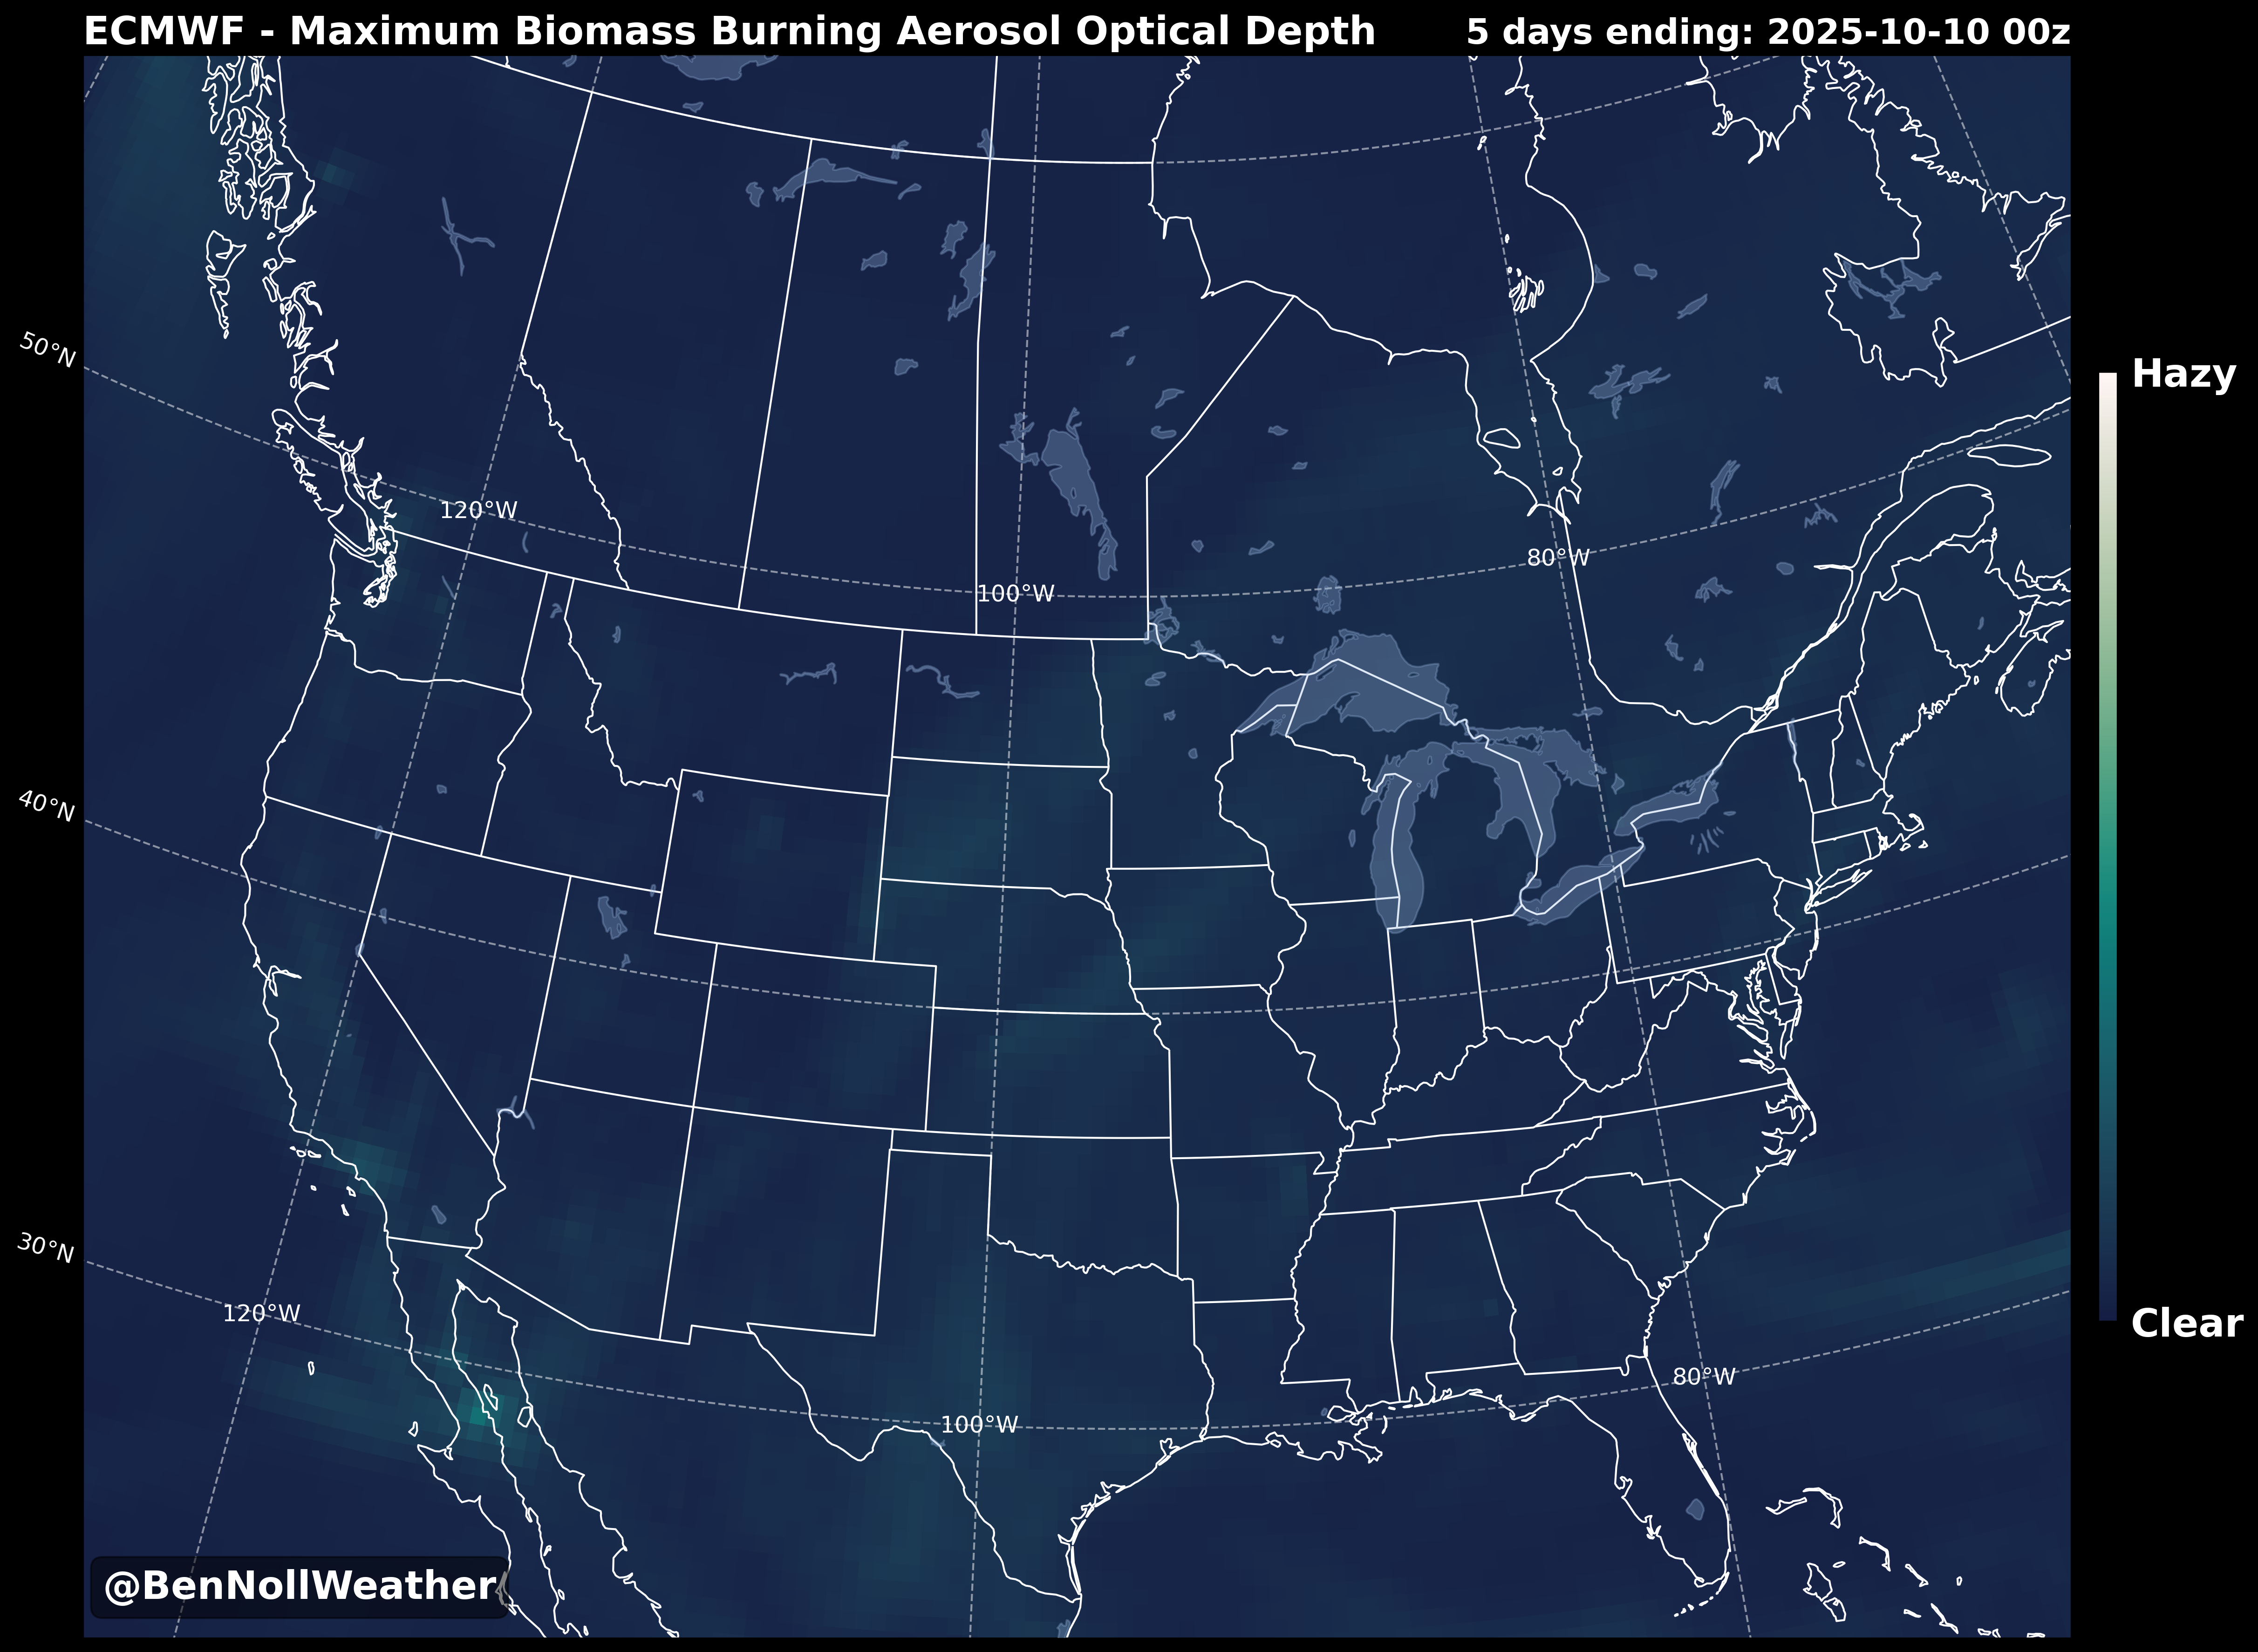 ECMWF - Maximum Biomass Burning Aerosol Optical Depth
5 days ending: 2025-10-10 00z
50°N
Hazy
120°W
80°W
100°W
40°N
30°N
120°W
Clear
80°W
100°W
@BenNollWeather